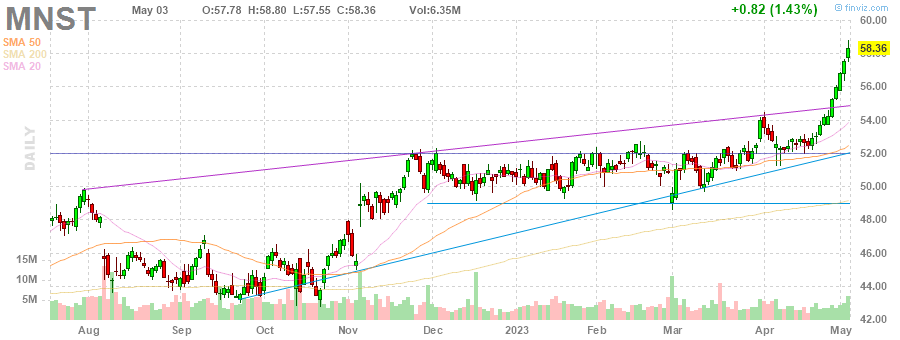 MNST May 03 O:57.78 H:58.80 L:57.55 C:58.36 Vol:6.35M +0.82 (1.43%) © finviz.com
SMA 50
SMA 200
SMA 20
DAILY
60.00
58.36
56.00
54.00
52.00
50.00
48.00
46.00
44.00
42.00
15M
10M
5M
Aug Sep Oct Nov Dec 2023 Feb Mar Apr May